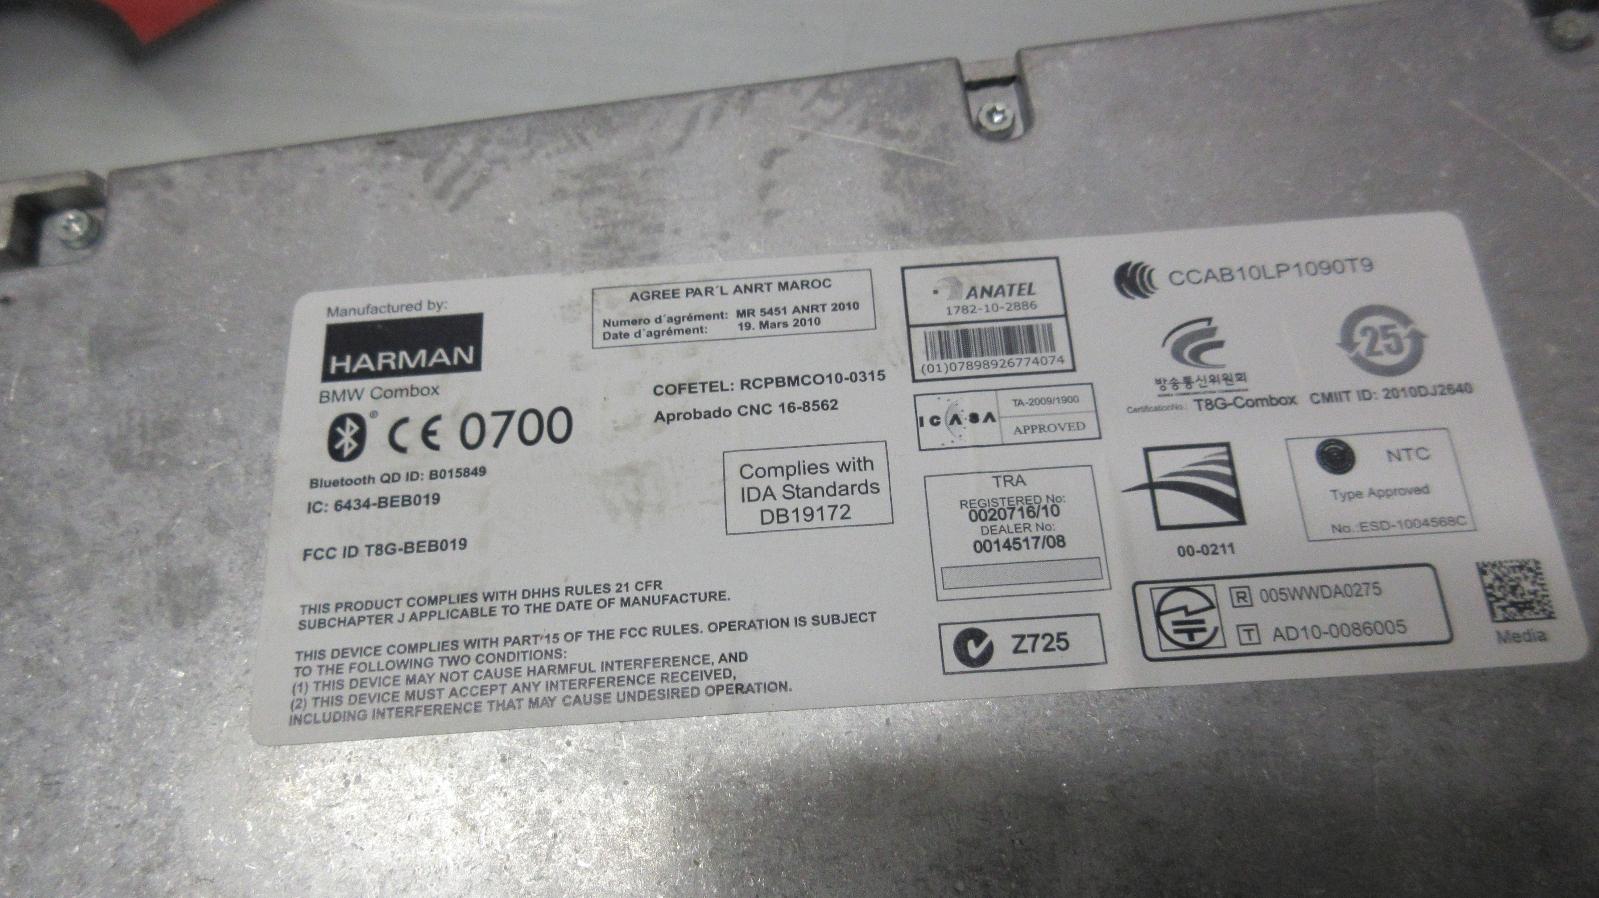 Manufactured by:
HARMAN
BMW Combox
® CE 0700
Bluetooth QD ID: B015849
IC: 6434-BEB019
FCC ID T8G-BEB019
THIS PRODUCT COMPLIES WITH DHHS RULES 21 CFR
SUBCHAPTER J APPLICABLE TO THE DATE OF MANUFACTURE.
THIS DEVICE COMPLIES WITH PART 15 OF THE FCC RULES. OPERATION IS SUBJECT
TO THE FOLLOWING TWO CONDITIONS:
(1) THIS DEVICE MAY NOT CAUSE HARMFUL INTERFERENCE, AND
(2) THIS DEVICE MUST ACCEPT ANY INTERFERENCE RECEIVED,
INCLUDING INTERFERENCE THAT MAY CAUSE UNDESIRED OPERATION.
AGREE PAR´L ANRT MAROC
Numero d´agrément: MR 5451 ANRT 2010
Date d´agrément: 19. Mars 2010
COFETEL: RCPBMCO10-0315
Aprobado CNC 16-8562
Complies with
IDA Standards
DB19172
ANATEL
1782-10-2886
(01)07898926774074
ICASA
TA-2009/1900
APPROVED
TRA
REGISTERED No:
0020716/10
DEALER No:
0014517/08
Z725
CCAB10LP1090T9
방송통신위원회
CertificationNo.: T8G-Combox
25
CMIIT ID: 2010DJ2640
00-0211
NTC
Type Approved
No.:ESD-1004568C
R 005WWDA0275
T AD10-0086005
Media